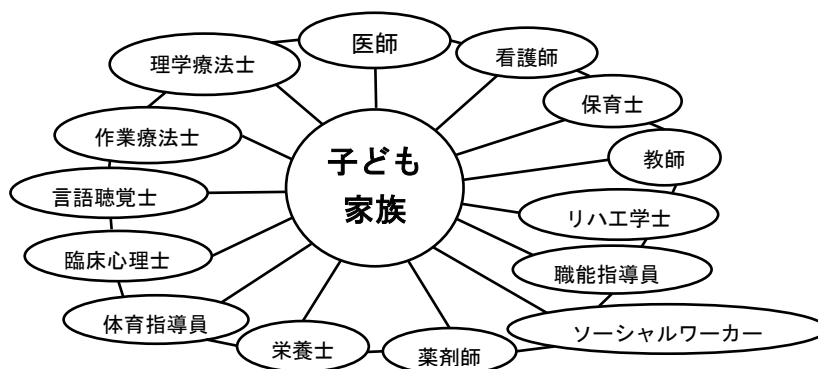 医師
理学療法士
看護師
保育士
作業療法士
子ども
家族
教師
言語聴覚士
リハ工学士
臨床心理士
職能指導員
体育指導員
ソーシャルワーカー
栄養士
薬剤師